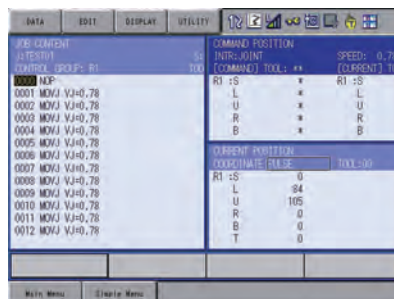 DATA EDIT DISPLAY UTILITY
JOB CONTENT
J:TEST01 S:
CONTROL GROUP: R1 TOO
0000 NOP
0001 MOVJ VJ=0.78
0002 MOVJ VJ=0.78
0003 MOVJ VJ=0.78
0004 MOVJ VJ=0.78
0005 MOVJ VJ=0.78
0006 MOVJ VJ=0.78
0007 MOVJ VJ=0.78
0008 MOVJ VJ=0.78
0009 MOVJ VJ=0.78
0010 MOVJ VJ=0.78
0011 MOVJ VJ=0.78
0012 MOVJ VJ=0.78
COMMAND POSITION
INTR:JOINT SPEED: 0.7
[COMMAND] TOOL: ** [CURRENT] T
R1 :S * R1 :S
L * L
U * U
R * R
B * B
CURRENT POSITION
COORDINATE PULSE TOOL:00
R1 :S 0
L 84
U 105
R 0
B 0
T 0
Main Menu Simple Menu